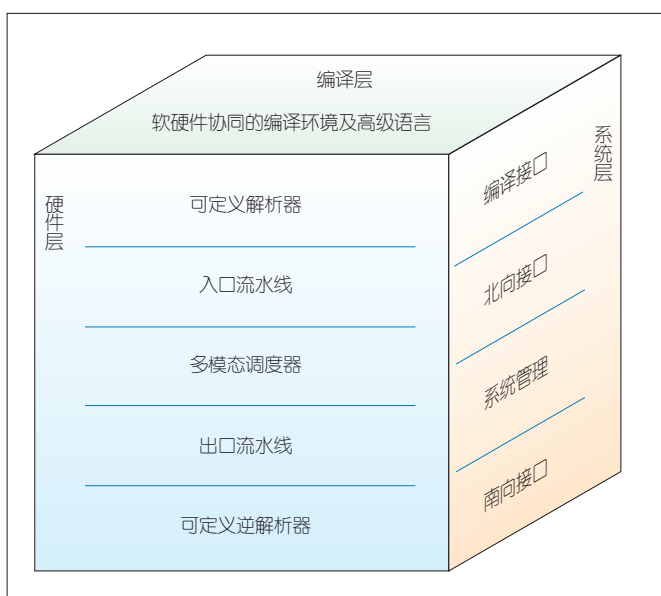 编译层
软硬件协同的编译环境及高级语言
硬件层
可定义解析器
入口流水线
多模态调度器
出口流水线
可定义逆解析器
系统层
编译接口
北向接口
系统管理
南向接口